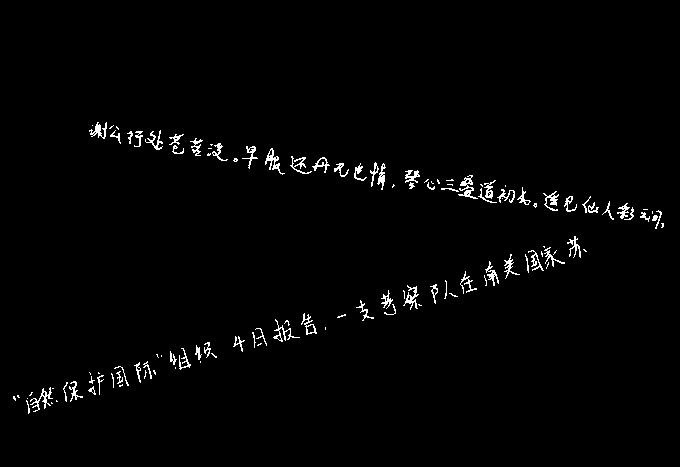 谢公行处苍苔没。早服还丹无世情，琴心三叠道初成。遥见仙人彩云间，
“自然保护国际”组织4月报告，一支考察队在南美国家苏